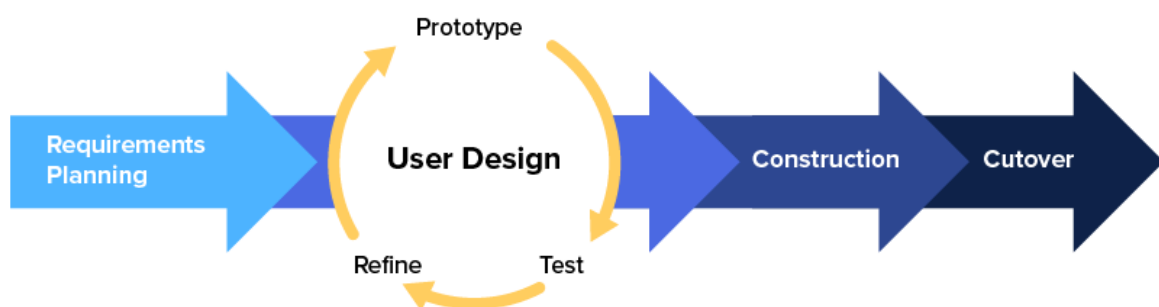 Prototype
Requirements
Planning
User Design
Construction
Cutover
Refine
Test